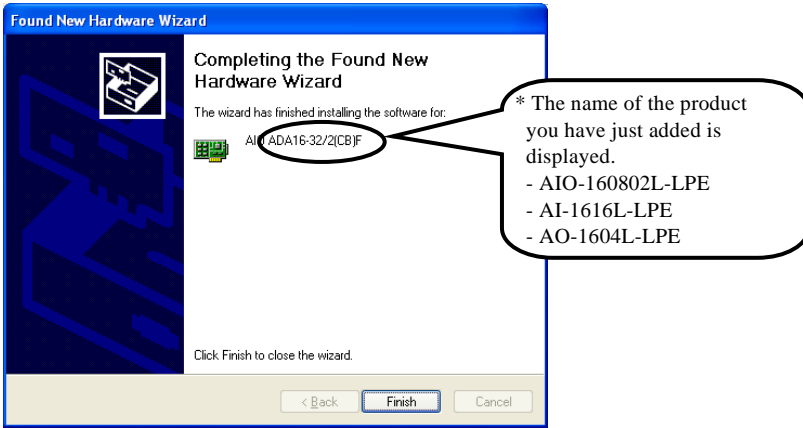 Found New Hardware Wizard
Completing the Found New
Hardware Wizard
The wizard has finished installing the software for:
ADA16-32/2(CB)F
Click Finish to close the wizard.
< Back
Finish
Cancel
* The name of the product
you have just added is
displayed.
- AIO-160802L-LPE
- AI-1616L-LPE
- AO-1604L-LPE